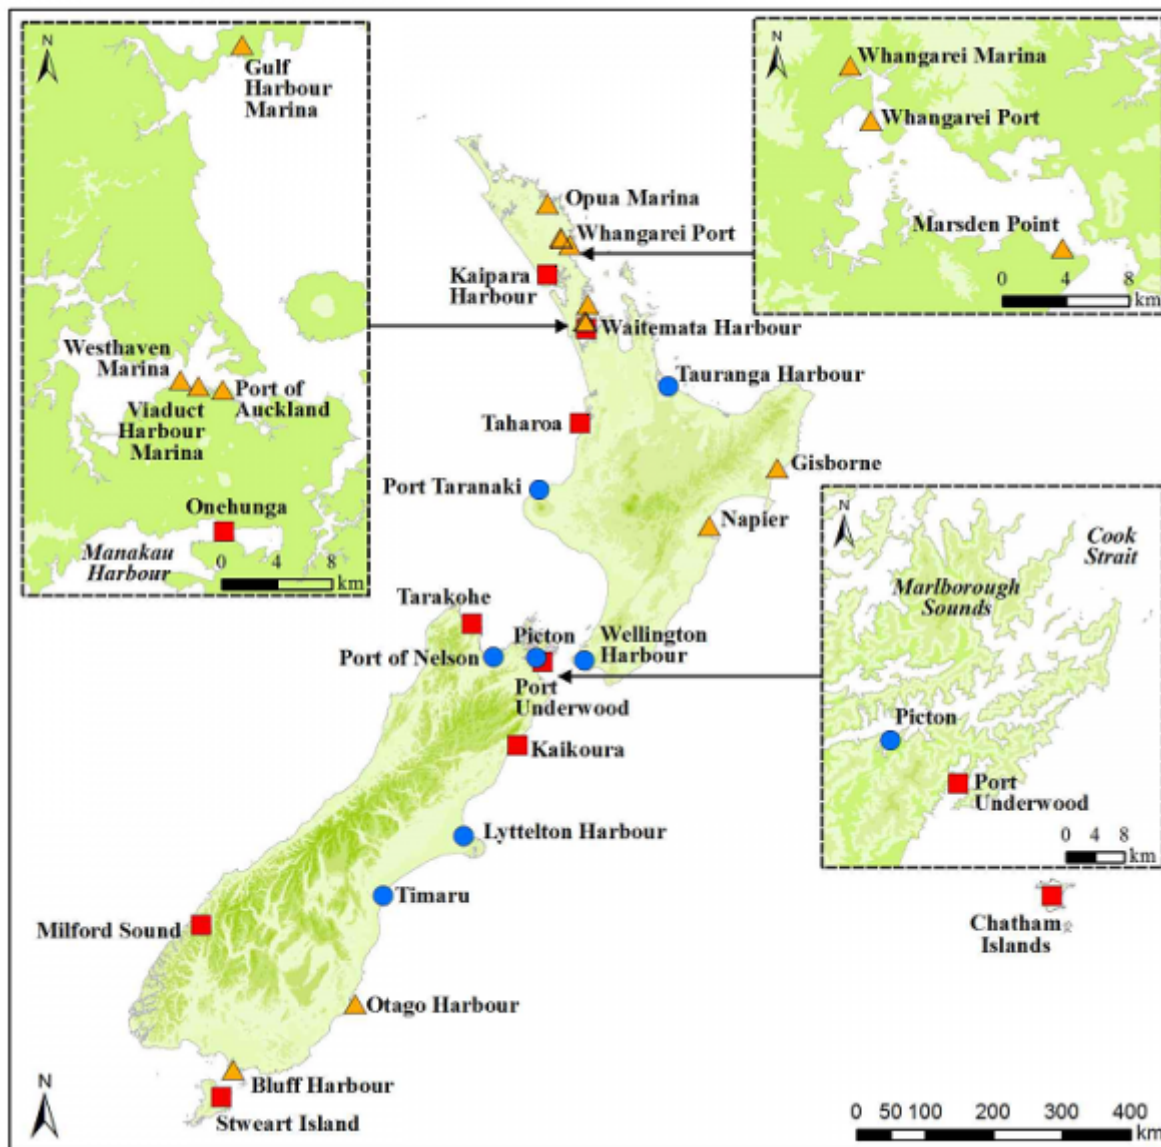 N
Gulf
Harbour
Marina
Westhaven
Marina
Port of
Auckland
Viaduct
Harbour
Marina
Onehunga
Manakau
Harbour
0 4 8
km
N
Whangarei Marina
Whangarei Port
Marsden Point
0 4 8
km
Opua Marina
Whangarei Port
Kaipara
Harbour
Waitemata Harbour
Tauranga Harbour
Taharoa
Gisborne
Port Taranaki
Napier
Tarakohe
Picton
Wellington
Harbour
Port of Nelson
Port
Underwood
Kaikoura
Lyttelton Harbour
Timaru
Milford Sound
Otago Harbour
Bluff Harbour
Stweart Island
N
N
Cook
Strait
Marlborough
Sounds
Picton
Port
Underwood
0 4 8
km
Chatham
Islands
0 50 100 200 300 400
km